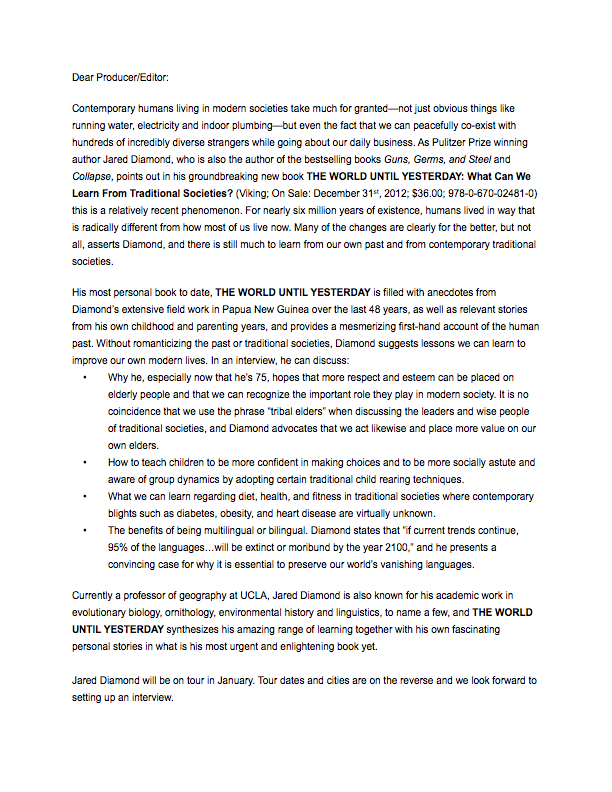 Dear Producer/Editor:
Contemporary humans living in modern societies take much for granted—not just obvious things like
running water, electricity and indoor plumbing—but even the fact that we can peacefully co-exist with
hundreds of incredibly diverse strangers while going about our daily business. As Pulitzer Prize winning
author Jared Diamond, who is also the author of the bestselling books Guns, Germs, and Steel and
Collapse, points out in his groundbreaking new book THE WORLD UNTIL YESTERDAY: What Can We
Learn From Traditional Societies? (Viking; On Sale: December 31st, 2012; $36.00; 978-0-670-02481-0)
this is a relatively recent phenomenon. For nearly six million years of existence, humans lived in way that
is radically different from how most of us live now. Many of the changes are clearly for the better, but not
all, asserts Diamond, and there is still much to learn from our own past and from contemporary traditional
societies.
His most personal book to date, THE WORLD UNTIL YESTERDAY is filled with anecdotes from
Diamond's extensive field work in Papua New Guinea over the last 48 years, as well as relevant stories
from his own childhood and parenting years, and provides a mesmerizing first-hand account of the human
past. Without romanticizing the past or traditional societies, Diamond suggests lessons we can learn to
improve our own modern lives. In an interview, he can discuss:
• Why he, especially now that he's 75, hopes that more respect and esteem can be placed on
elderly people and that we can recognize the important role they play in modern society. It is no
coincidence that we use the phrase “tribal elders” when discussing the leaders and wise people
of traditional societies, and Diamond advocates that we act likewise and place more value on our
own elders.
• How to teach children to be more confident in making choices and to be more socially astute and
aware of group dynamics by adopting certain traditional child rearing techniques.
• What we can learn regarding diet, health, and fitness in traditional societies where contemporary
blights such as diabetes, obesity, and heart disease are virtually unknown.
• The benefits of being multilingual or bilingual. Diamond states that “if current trends continue,
95% of the languages…will be extinct or moribund by the year 2100,” and he presents a
convincing case for why it is essential to preserve our world's vanishing languages.
Currently a professor of geography at UCLA, Jared Diamond is also known for his academic work in
evolutionary biology, ornithology, environmental history and linguistics, to name a few, and THE WORLD
UNTIL YESTERDAY synthesizes his amazing range of learning together with his own fascinating
personal stories in what is his most urgent and enlightening book yet.
Jared Diamond will be on tour in January. Tour dates and cities are on the reverse and we look forward to
setting up an interview.